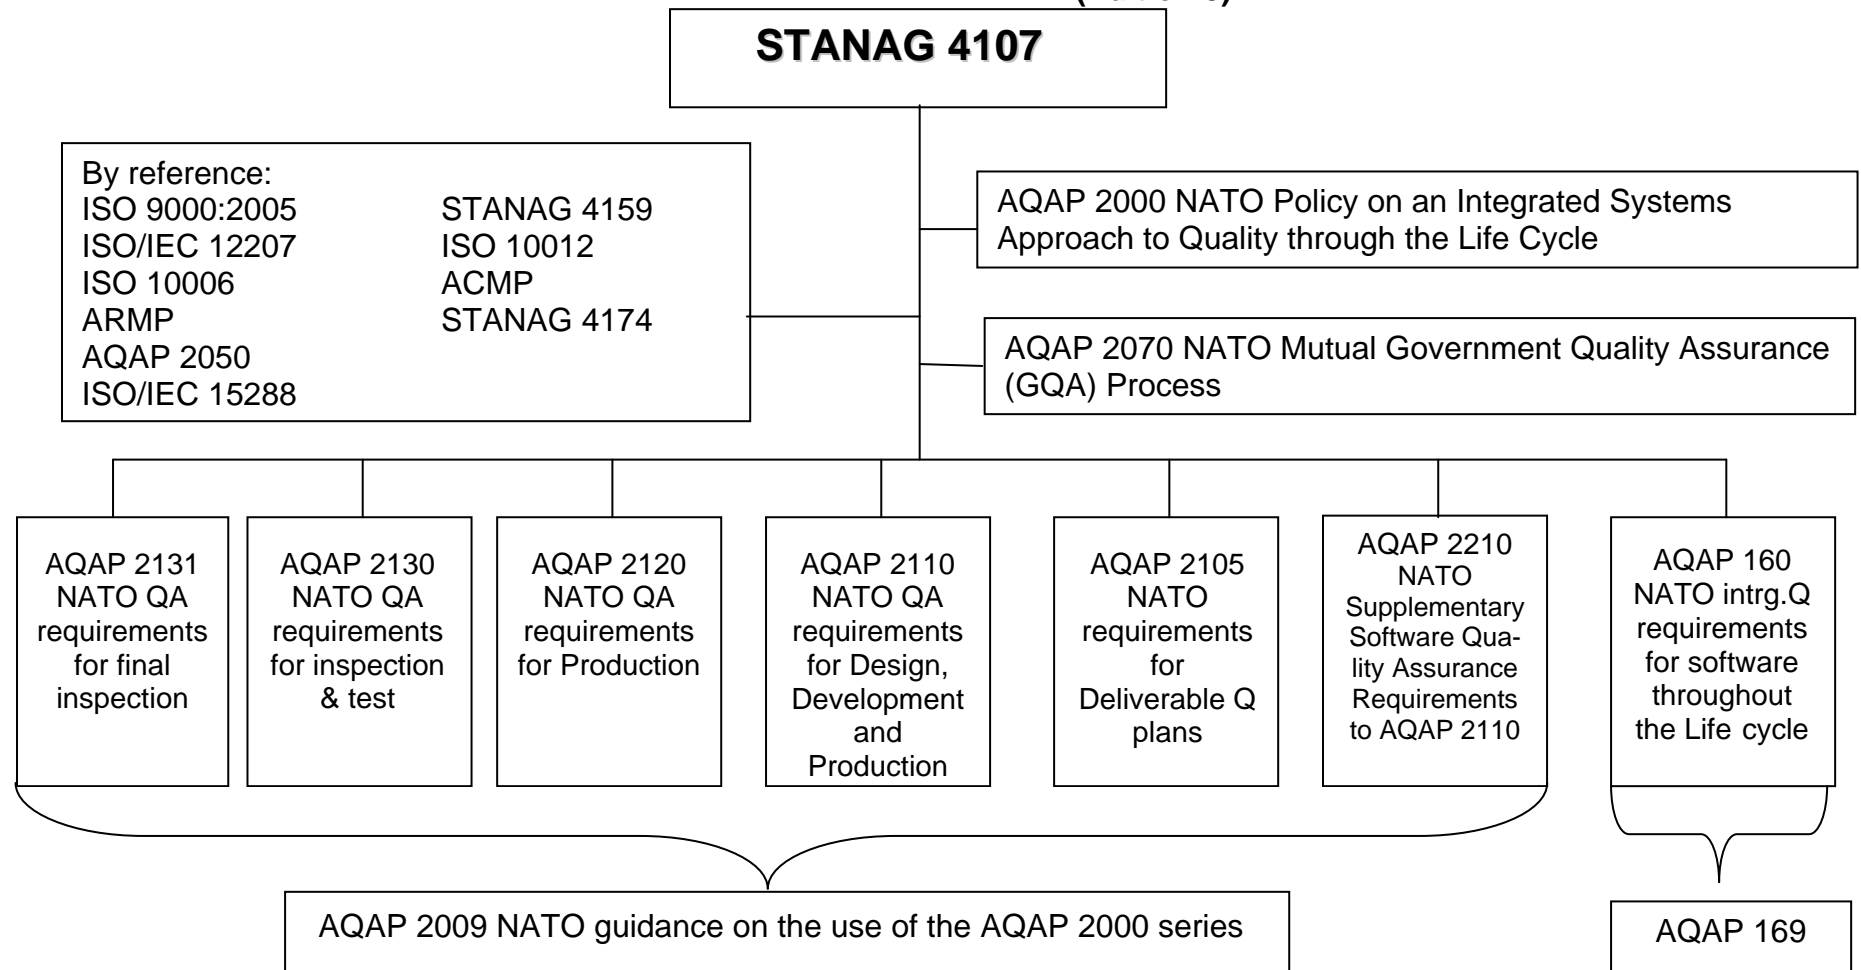 STANAG 4107
By reference:
ISO 9000:2005 STANAG 4159
ISO/IEC 12207 ISO 10012
ISO 10006 ACMP
ARMP STANAG 4174
AQAP 2050
ISO/IEC 15288
AQAP 2000 NATO Policy on an Integrated Systems
Approach to Quality through the Life Cycle
AQAP 2070 NATO Mutual Government Quality Assurance
(GQA) Process
AQAP 2131
NATO QA
requirements
for final
inspection
AQAP 2130
NATO QA
requirements
for inspection
& test
AQAP 2120
NATO QA
requirements
for Production
AQAP 2110
NATO QA
requirements
for Design,
Development
and
Production
AQAP 2105
NATO
requirements
for
Deliverable Q
plans
AQAP 2210
NATO
Supplementary
Software Qua-
lity Assurance
Requirements
to AQAP 2110
AQAP 160
NATO intrg.Q
requirements
for software
throughout
the Life cycle
AQAP 2009 NATO guidance on the use of the AQAP 2000 series
AQAP 169